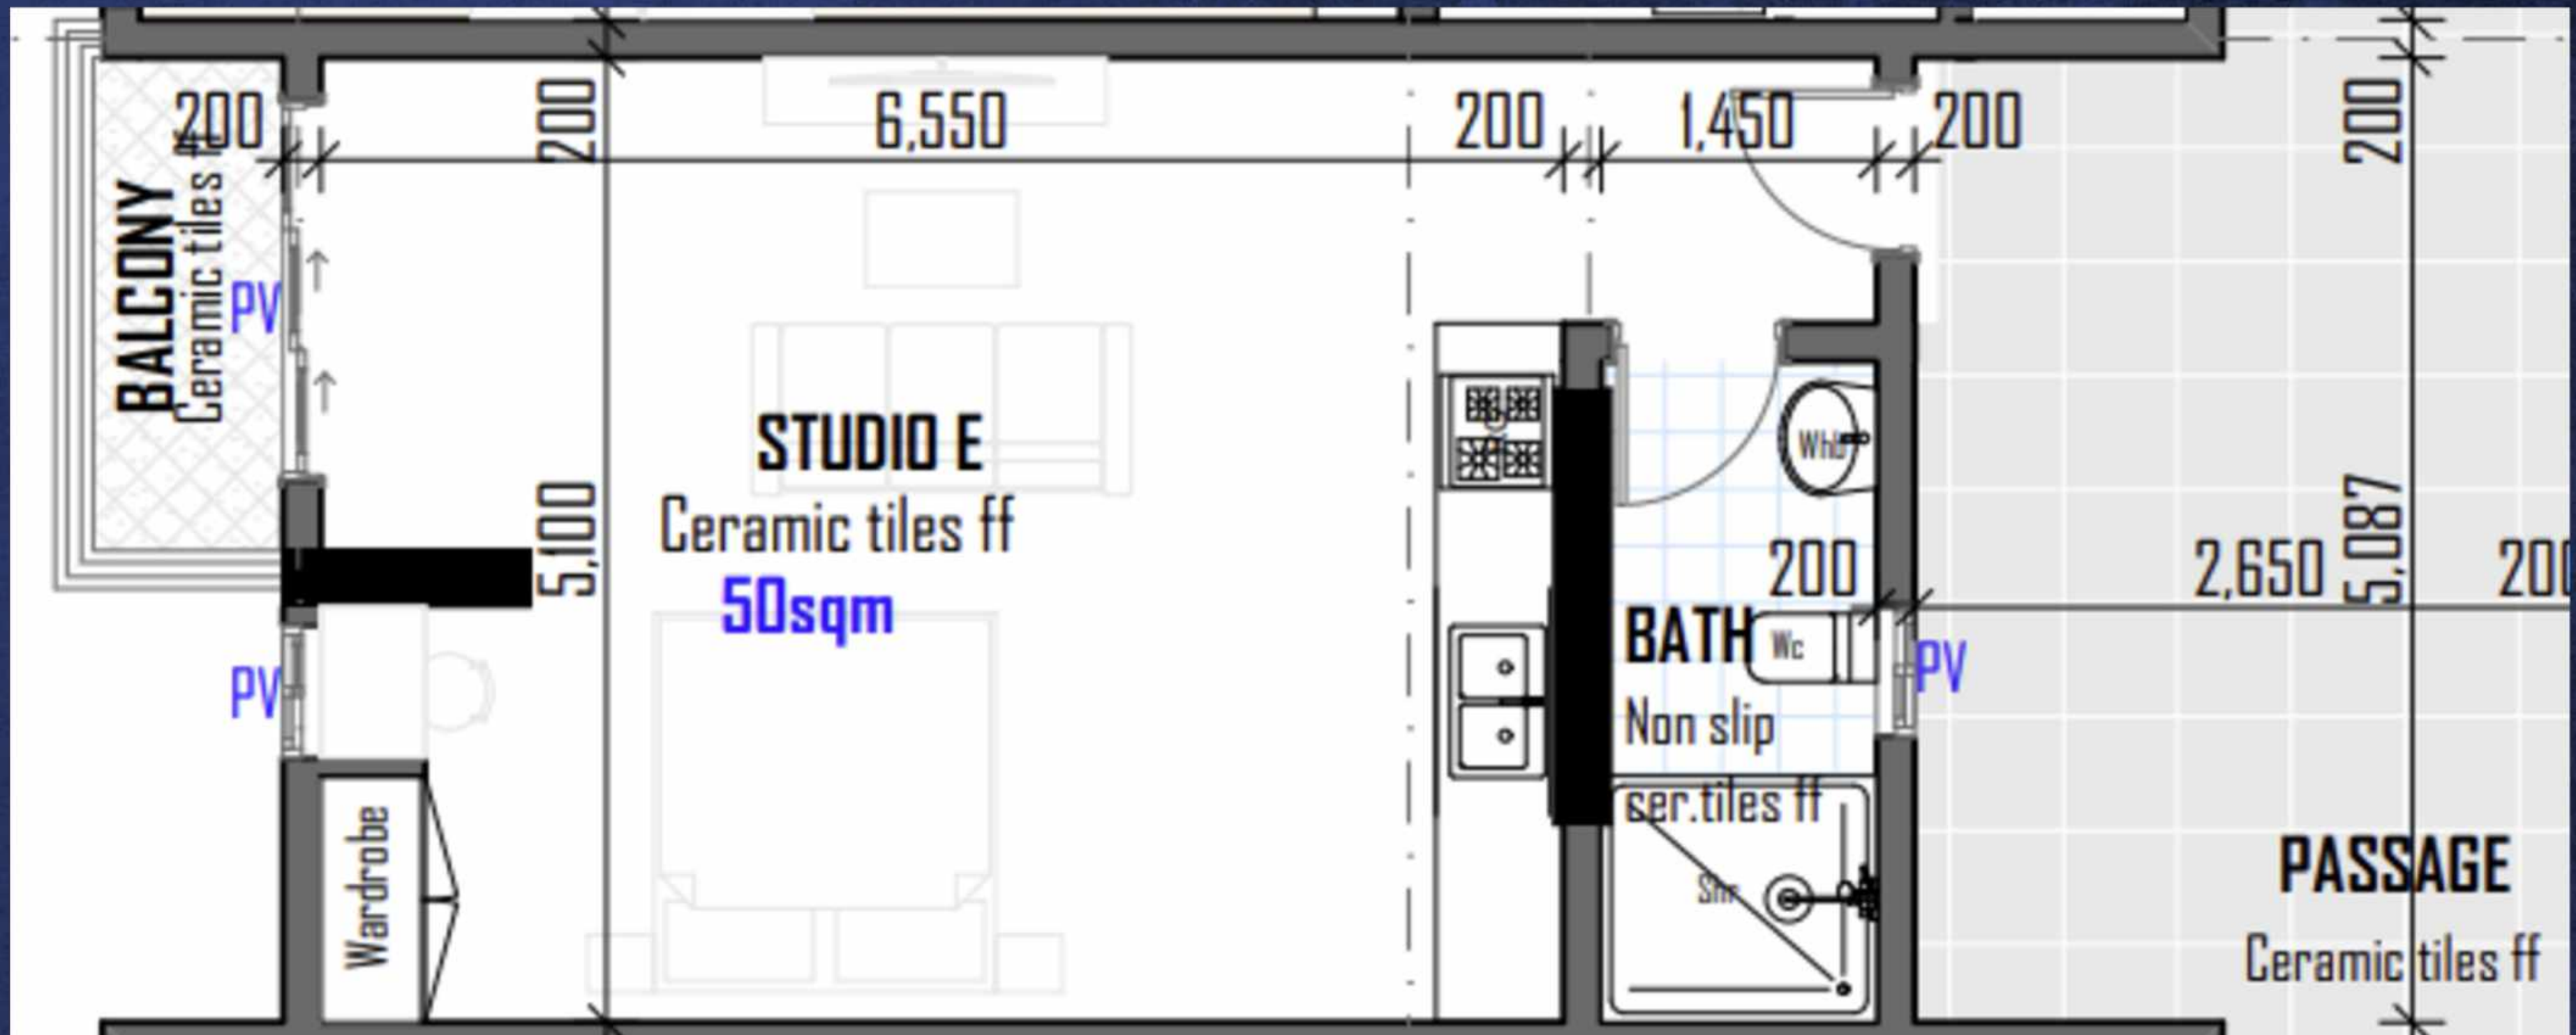 200
200
6,550
200
1,450
200
200
BALCONY
Ceramic tiles
PV
STUDIO E
Ceramic tiles ff
50sqm
5,100
Whb
200
2,650
5,087
200
BATH
Wc
PV
PV
Non slip
cer.tiles ff
Shr
Wardrobe
PASSAGE
Ceramic tiles ff